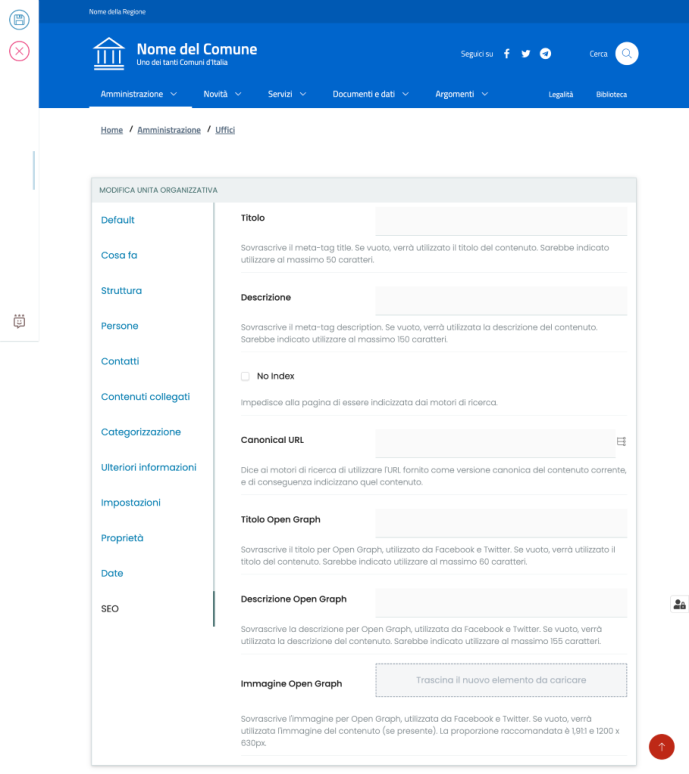 Nome della Regione
Nome del Comune
Uno dei tanti Comuni d'Italia
Seguici su
Cerca
Amministrazione
Novità
Servizi
Documenti e dati
Argomenti
Legalità
Biblioteca
Home / Amministrazione / Uffici
MODIFICA UNITA ORGANIZZATIVA
Default
Cosa fa
Struttura
Persone
Contatti
Contenuti collegati
Categorizzazione
Ulteriori informazioni
Impostazioni
Proprietà
Date
SEO
Titolo
Sovrascrive il meta-tag title. Se vuoto, verrà utilizzato il titolo del contenuto. Sarebbe indicato
utilizzare al massimo 50 caratteri.
Descrizione
Sovrascrive il meta-tag description. Se vuoto, verrà utilizzata la descrizione del contenuto.
Sarebbe indicato utilizzare al massimo 150 caratteri.
No Index
Impedisce alla pagina di essere indicizzata dai motori di ricerca.
Canonical URL
Dice ai motori di ricerca di utilizzare l'URL fornito come versione canonica del contenuto corrente,
e di conseguenza indicizzano quel contenuto.
Titolo Open Graph
Sovrascrive il titolo per Open Graph, utilizzato da Facebook e Twitter. Se vuoto, verrà utilizzato il
titolo del contenuto. Sarebbe indicato utilizzare al massimo 60 caratteri.
Descrizione Open Graph
Sovrascrive la descrizione per Open Graph, utilizzata da Facebook e Twitter. Se vuoto, verrà
utilizzata la descrizione del contenuto. Sarebbe indicato utilizzare al massimo 155 caratteri.
Immagine Open Graph
Trascina il nuovo elemento da caricare
Sovrascrive l'immagine per Open Graph, utilizzata da Facebook e Twitter. Se vuoto, verrà
utilizzata l'immagine del contenuto (se presente). La proporzione raccomandata è 1,91:1 e 1200 x
630px.